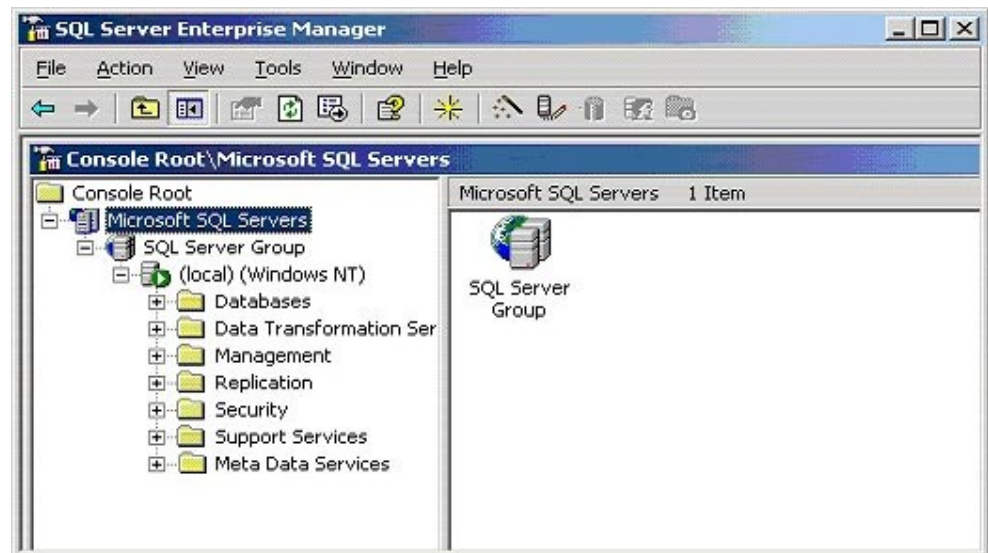 SQL Server Enterprise Manager
File Action View Tools Window Help
Console Root\Microsoft SQL Servers
Console Root
Microsoft SQL Servers
SQL Server Group
(local) (Windows NT)
Databases
Data Transformation Ser
Management
Replication
Security
Support Services
Meta Data Services
Microsoft SQL Servers 1 Item
SQL Server
Group